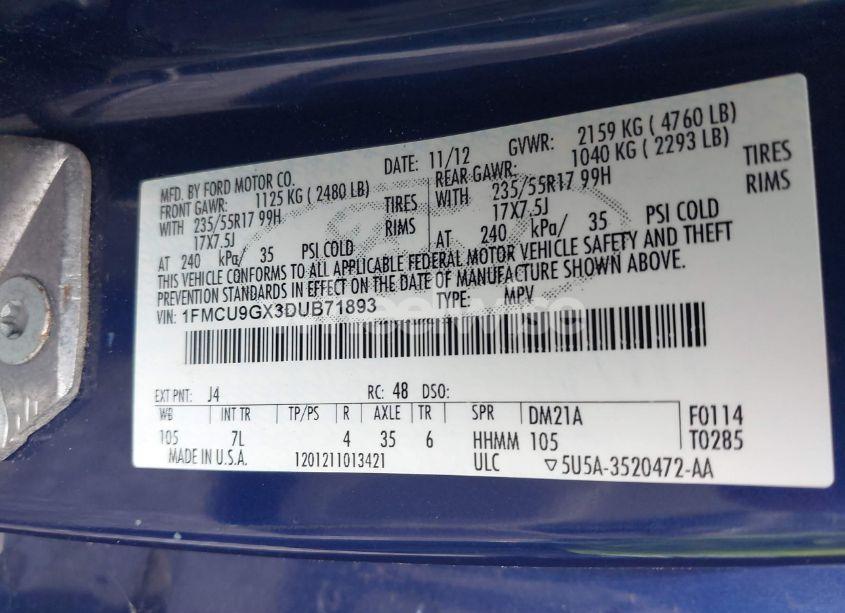 MFD. BY FORD MOTOR CO. DATE: 11/12 GVWR: 2159 KG ( 4760 LB)
FRONT GAWR: 1125 KG ( 2480 LB) REAR GAWR: 1040 KG ( 2293 LB)
WITH 235/55R17 99H TIRES WITH 235/55R17 99H TIRES
17X7.5J RIMS 17X7.5J RIMS
AT 240 kPa/ 35 PSI COLD AT 240 kPa/ 35 PSI COLD
THIS VEHICLE CONFORMS TO ALL APPLICABLE FEDERAL MOTOR VEHICLE SAFETY AND THEFT
PREVENTION STANDARDS IN EFFECT ON THE DATE OF MANUFACTURE SHOWN ABOVE.
VIN: 1FMCU9GX3DUB71893 TYPE: MPV
EXT PNT: J4 RC: 48 DSO:
WB INT TR TP/PS R AXLE TR SPR DM21A F0114
105 7L 4 35 6 HHMM 105 T0285
MADE IN U.S.A. 1201211013421 ULC 5U5A-3520472-AA